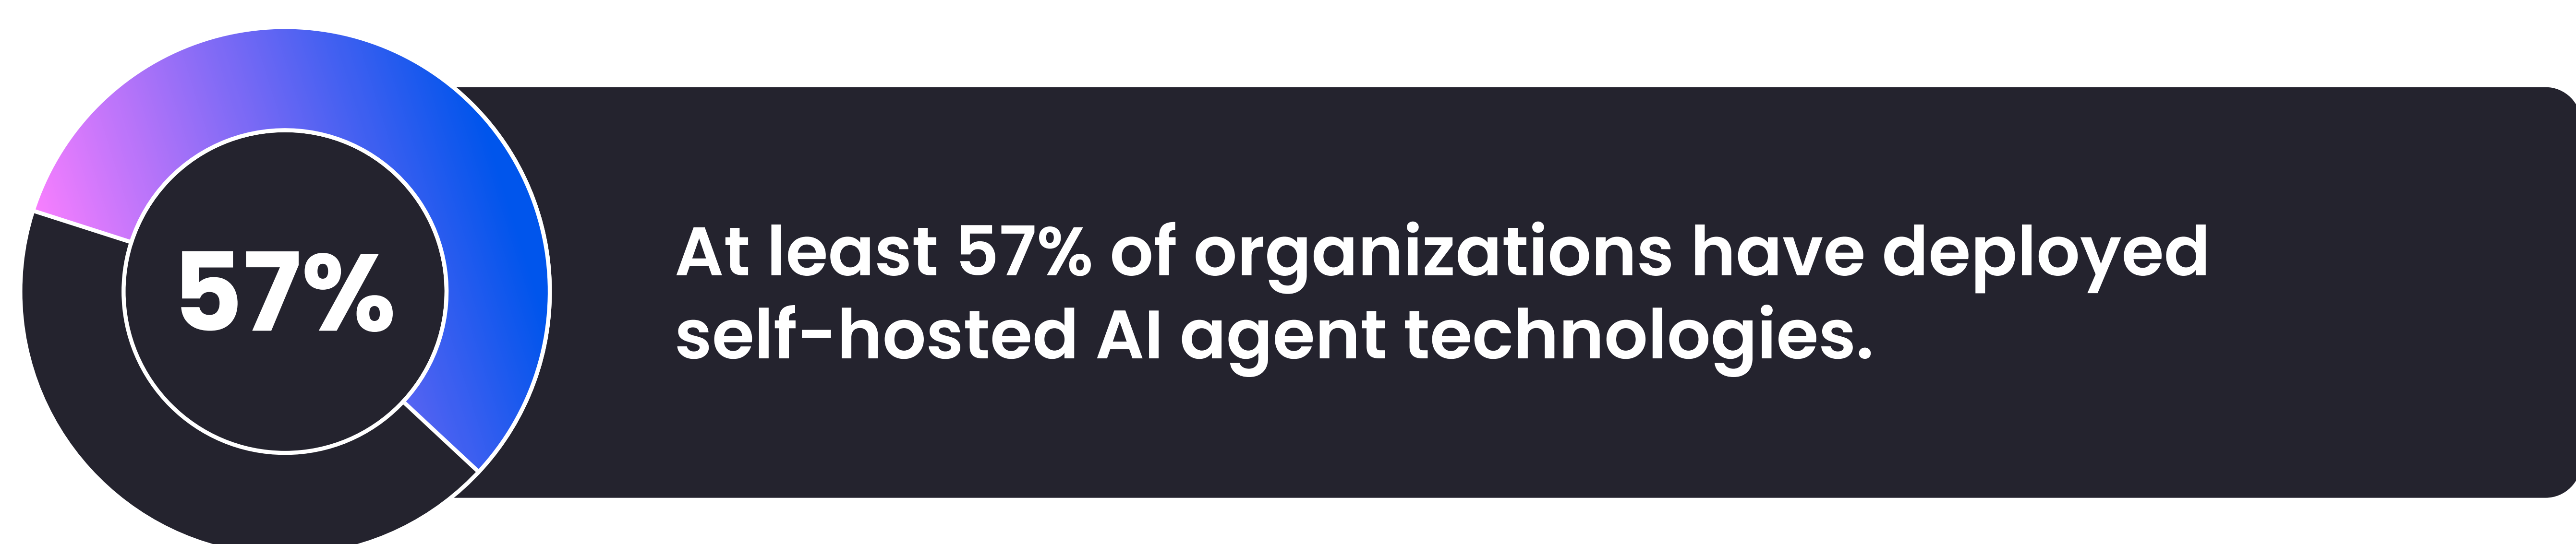 57%
At least 57% of organizations have deployed
self-hosted AI agent technologies.